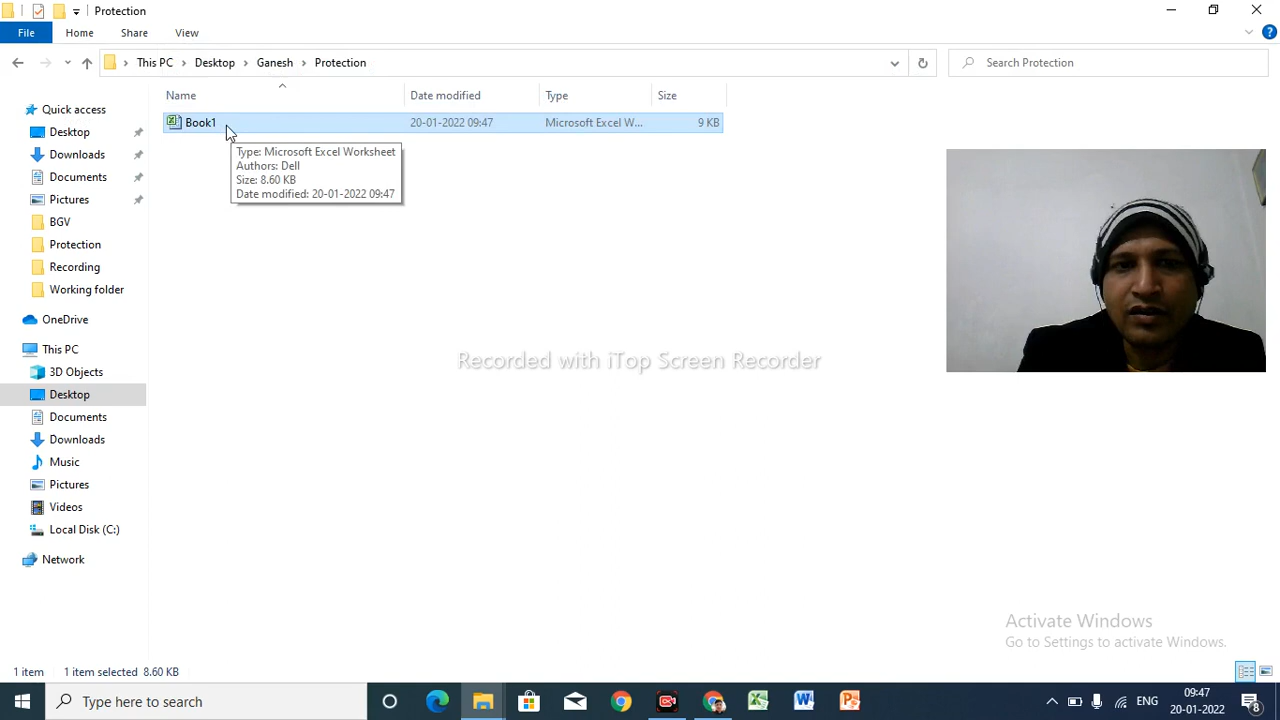 Protection
File Home Share View
This PC Desktop Ganesh Protection Search Protection
Name Date modified Type Size
Book1 20-01-2022 09:47 Microsoft Excel W... 9 KB
Type: Microsoft Excel Worksheet
Authors: Dell
Size: 8.60 KB
Date modified: 20-01-2022 09:47
Quick access
Desktop
Downloads
Documents
Pictures
BGV
Protection
Recording
Working folder
OneDrive
This PC
3D Objects
Desktop
Documents
Downloads
Music
Pictures
Videos
Local Disk (C:)
Network
Recorded with iTop Screen Recorder
Activate Windows
Go to Settings to activate Windows.
1 item 1 item selected 8.60 KB
Type here to search
ENG
09:47
20-01-2022
8